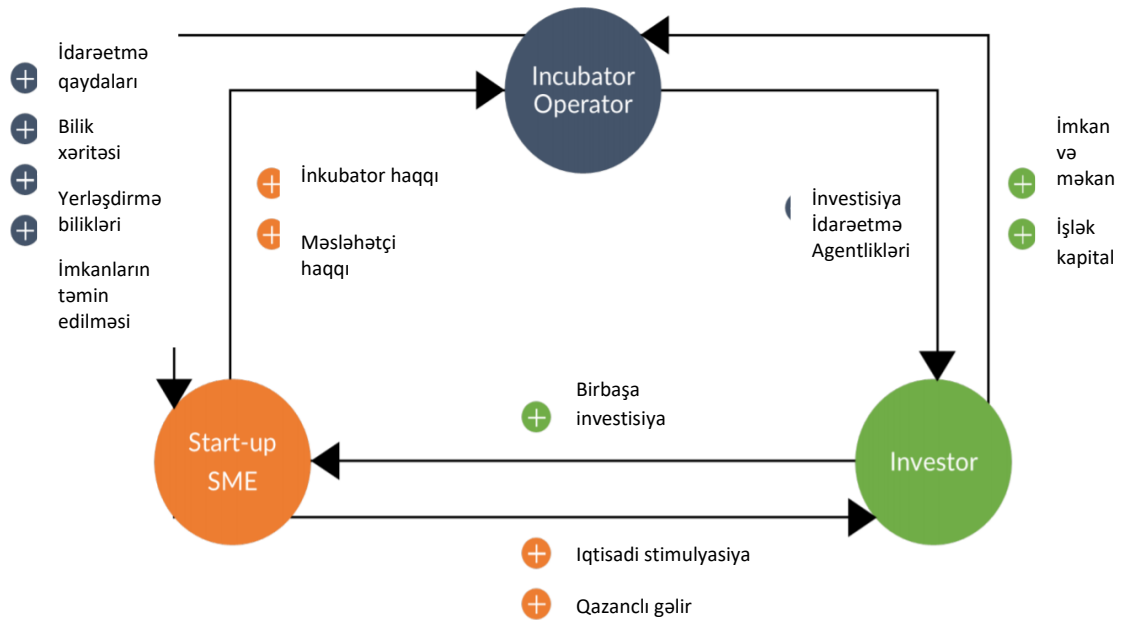 İdarəetmə
qaydaları
Bilik
xəritəsi
Yerləşdirmə
bilikləri
İmkanların
təmin
edilməsi
İnkubator haqqı
Məsləhətçi
haqqı
Incubator
Operator
İnvestisiya
İdarəetmə
Agentlikləri
İmkan
və
məkan
İşlək
kapital
Start-up
SME
Birbaşa
investisiya
Investor
Iqtisadi stimulyasiya
Qazanclı gəlir